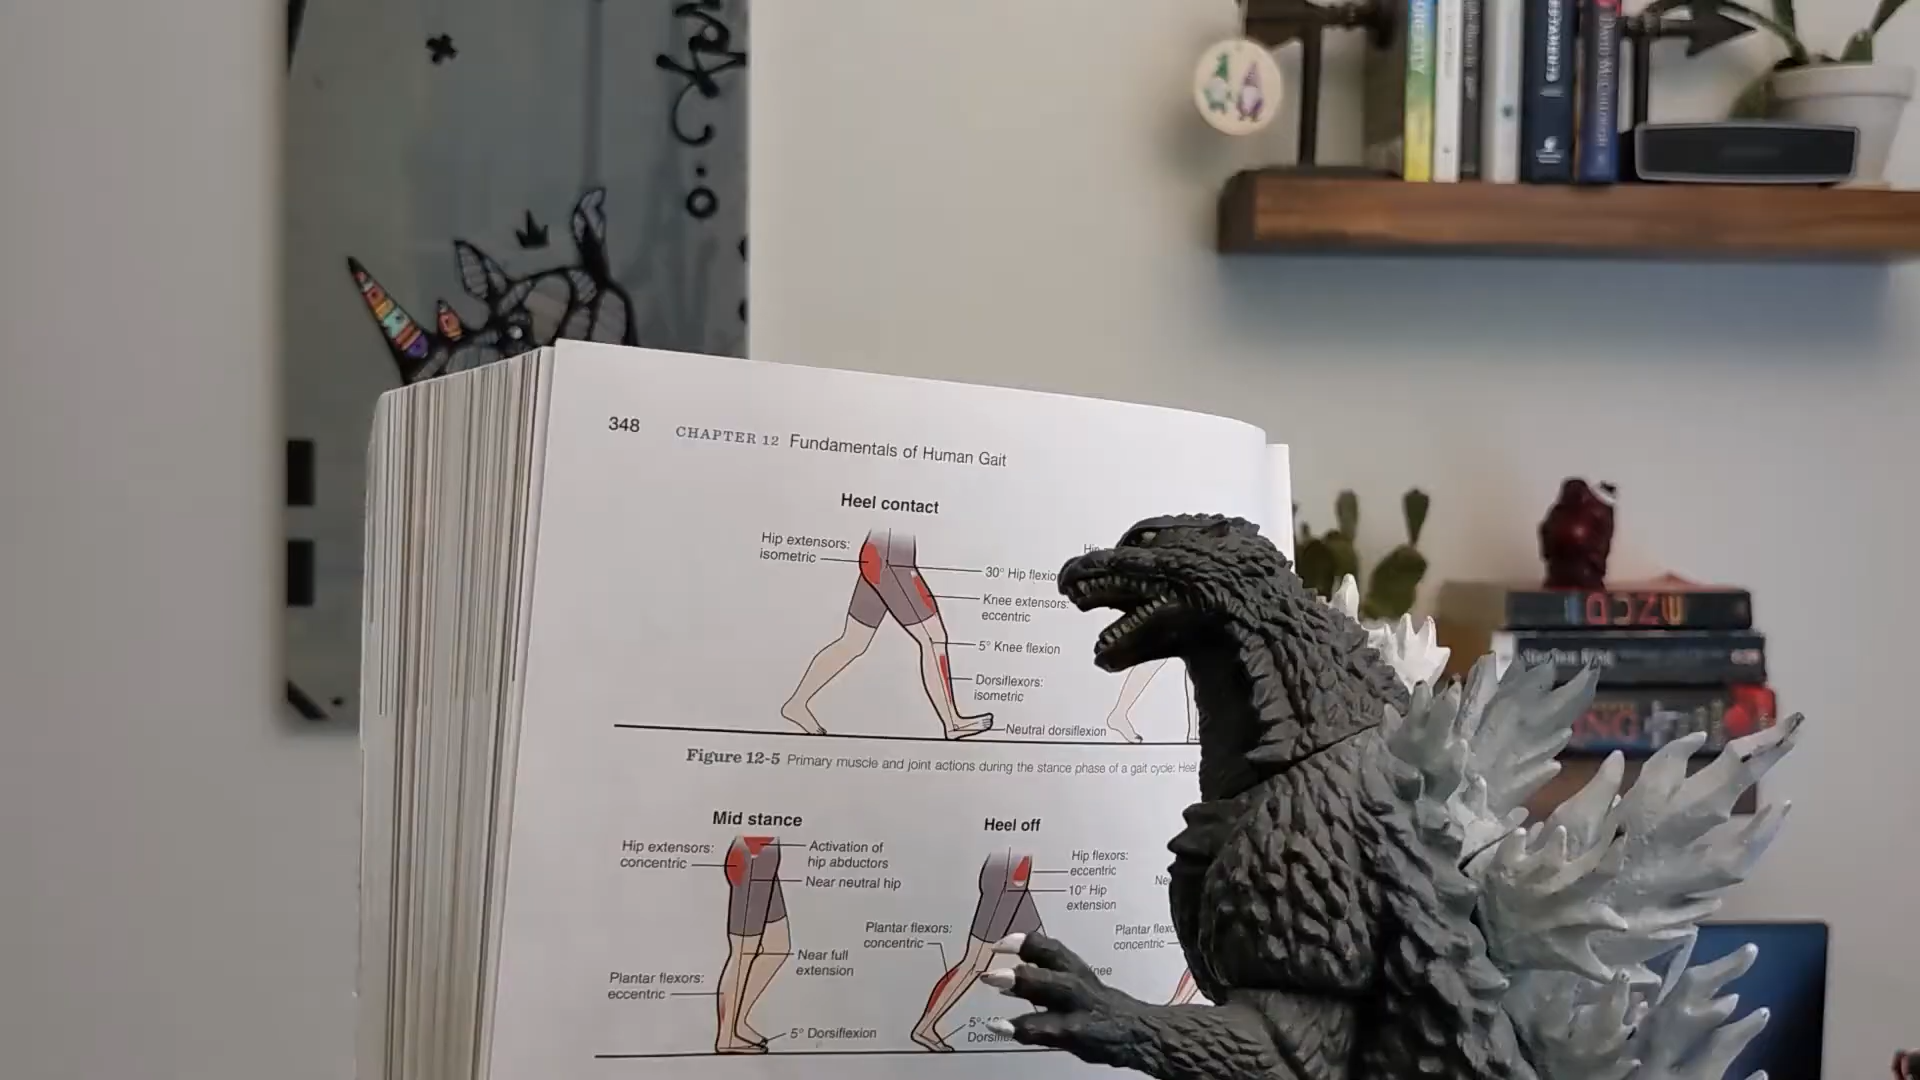 348 CHAPTER 12 Fundamentals of Human Gait
Heel contact
Hip extensors:
isometric
30° Hip
Knee extensors:
eccentric
5° Knee flexion
Dorsiflexors:
isometric
Neutral dorsiflexion
Figure 12-5 Primary muscle and joint actions during the stance phase of a gait cycle: Heel
Mid stance
Hip extensors:
concentric
Activation of
hip abductors
Near neutral hip
Near full
extension
Plantar flexors:
eccentric
5° Dorsiflexion
Heel off
Hip flexors:
eccentric
10° Hip
extension
Plantar flexors:
concentric
Plantar
concentric